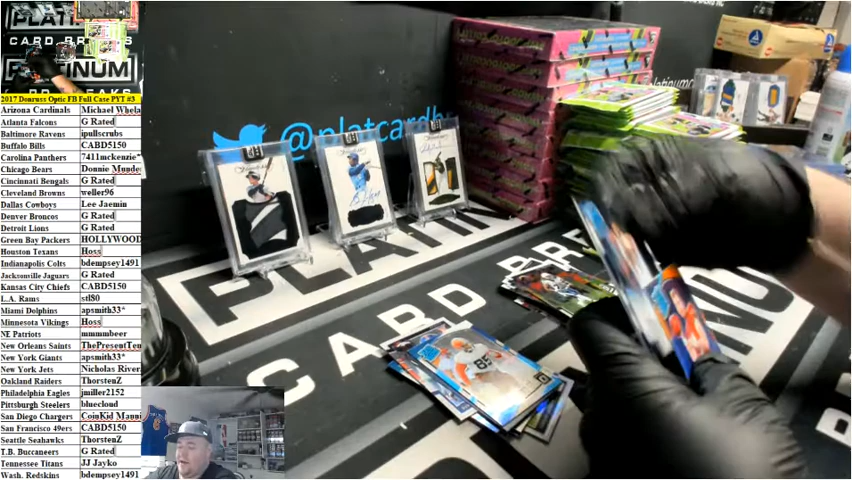 CARD BREAKS
PLATINUM
2017 Donruss Optic FB Full Case PYT #3
Arizona Cardinals Michael Whela
Atlanta Falcons G Rated
Baltimore Ravens ipullscrubs
Buffalo Bills CABD5150
Carolina Panthers 7411mckenzie*
Chicago Bears Donnie Mundes
Cincinnati Bengals G Rated
Cleveland Browns weller96
Dallas Cowboys Lee Jaemin
Denver Broncos G Rated
Detroit Lions G Rated
Green Bay Packers HOLLYWOOD
Houston Texans Hoss
Indianapolis Colts bdempsey1491
Jacksonville Jaguars G Rated
Kansas City Chiefs CABD5150
L.A. Rams stl80
Miami Dolphins apsmith33*
Minnesota Vikings Hoss
NE Patriots mmmmbeer
New Orleans Saints ThePresentTen
New York Giants apsmith33*
New York Jets Nicholas River
Oakland Raiders ThorstenZ
Philadelphia Eagles jmiller2152
Pittsburgh Steelers bluecloud
San Diego Chargers CoinKid Manni
San Francisco 49ers CABD5150
Seattle Seahawks ThorstenZ
T.B. Buccaneers G Rated
Tennessee Titans JJ Jayko
Wash. Redskins bdempsey1491
@platcardb
PLATI
CARD BRE
85